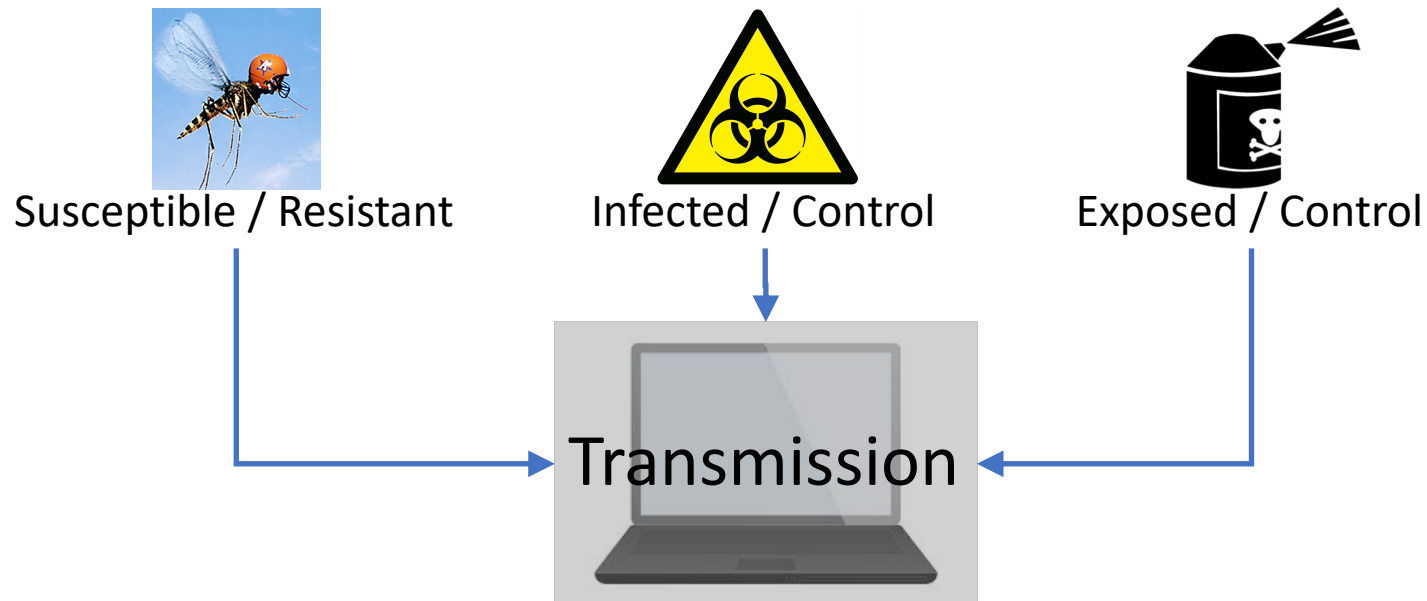 Susceptible / Resistant
Infected / Control
Exposed / Control
Transmission